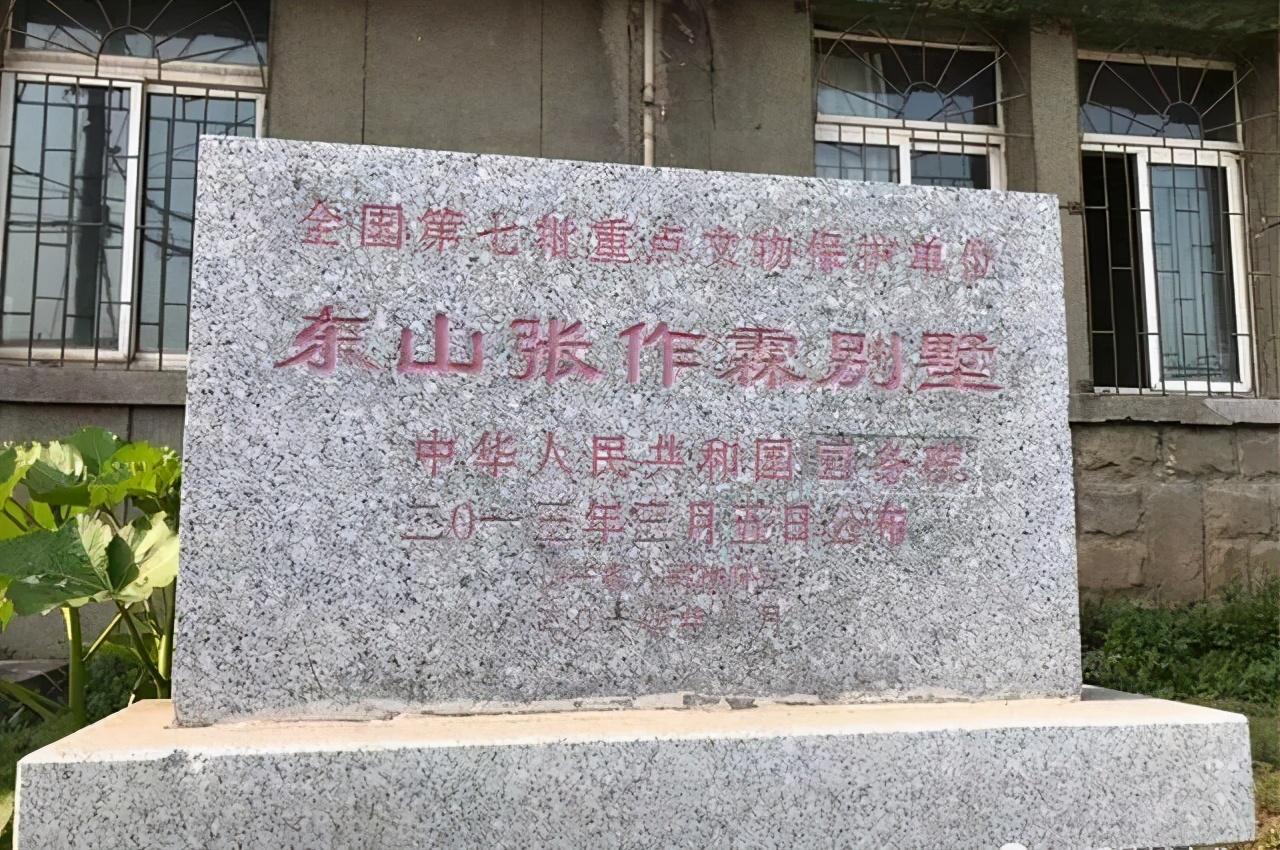 全国第七批重点文物保护单位
东山张作霖别墅
中华人民共和国国务院
二〇一三年三月五日公布